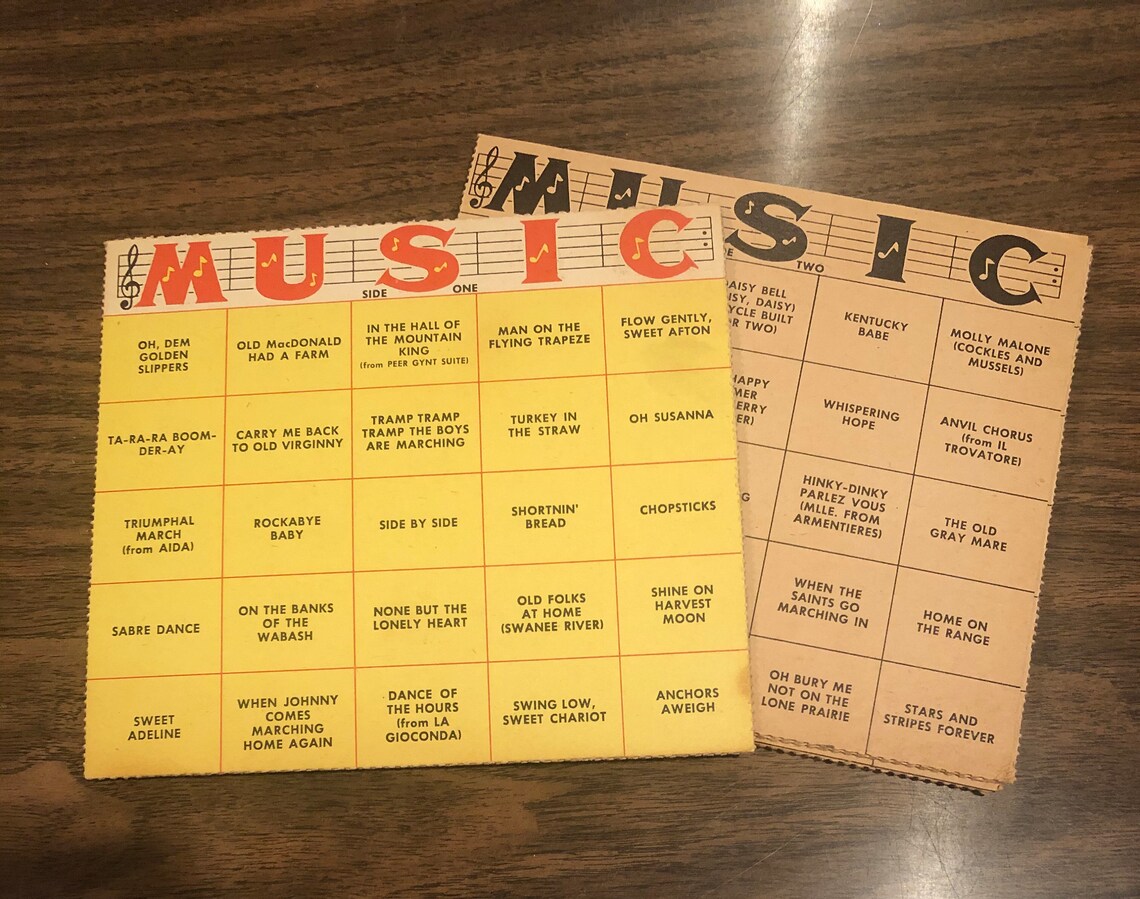 MUSIC
SIDE ONE
OH, DEM
GOLDEN
SLIPPERS
OLD MacDONALD
HAD A FARM
IN THE HALL OF
THE MOUNTAIN
KING
(from PEER GYNT SUITE)
MAN ON THE
FLYING TRAPEZE
FLOW GENTLY,
SWEET AFTON
TA-RA-RA BOOM-
DER-AY
CARRY ME BACK
TO OLD VIRGINNY
TRAMP TRAMP
TRAMP THE BOYS
ARE MARCHING
TURKEY IN
THE STRAW
OH SUSANNA
TRIUMPHAL
MARCH
(from AIDA)
ROCKABYE
BABY
SIDE BY SIDE
SHORTNIN'
BREAD
CHOPSTICKS
SABRE DANCE
ON THE BANKS
OF THE
WABASH
NONE BUT THE
LONELY HEART
OLD FOLKS
AT HOME
(SWANEE RIVER)
SHINE ON
HARVEST
MOON
SWEET
ADELINE
WHEN JOHNNY
COMES
MARCHING
HOME AGAIN
DANCE OF
THE HOURS
(from LA
GIOCONDA)
SWING LOW,
SWEET CHARIOT
ANCHORS
AWEIGH
MUSIC
TWO
DAISY BELL
DAISY)
BUILT
TWO)
KENTUCKY
BABE
MOLLY MALONE
(COCKLES AND
MUSSELS)
HAPPY
WHISPERING
HOPE
ANVIL CHORUS
(from IL
TROVATORE)
HINKY-DINKY
PARLEZ VOUS
(MLLE. FROM
ARMENTIERES)
THE OLD
GRAY MARE
WHEN THE
SAINTS GO
MARCHING IN
HOME ON
THE RANGE
OH BURY ME
NOT ON THE
LONE PRAIRIE
STARS AND
STRIPES FOREVER